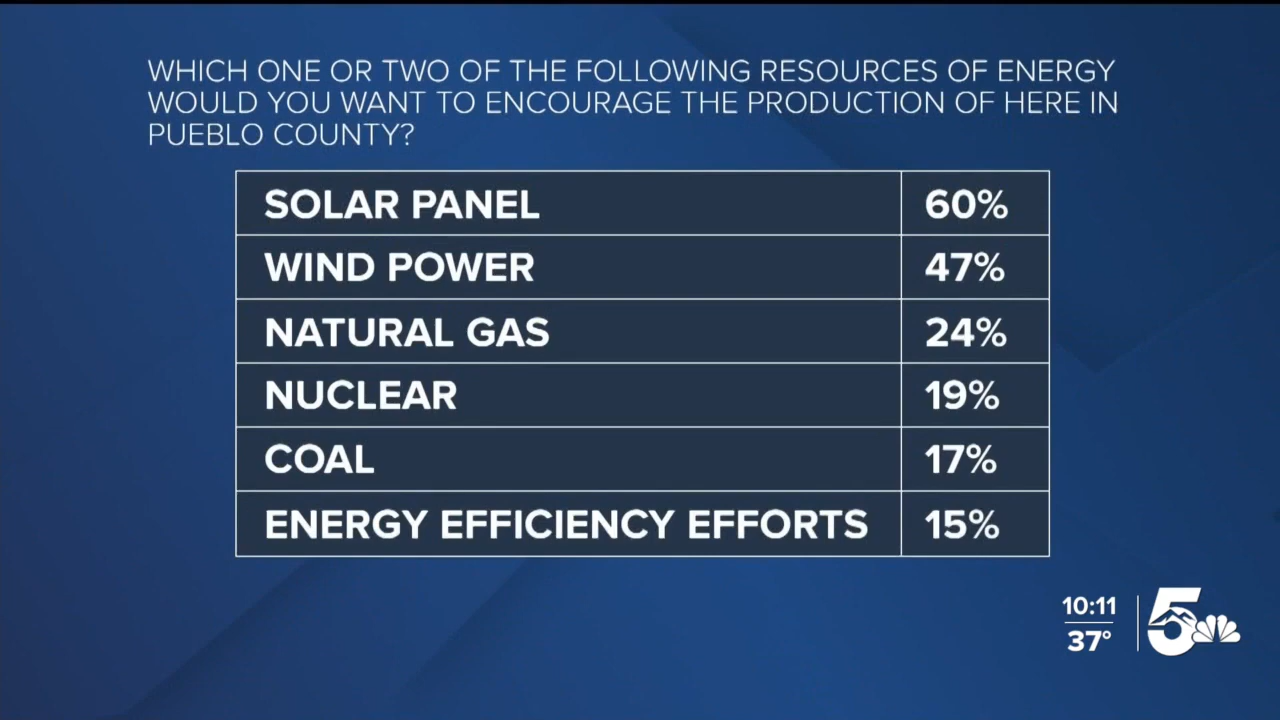 WHICH ONE OR TWO OF THE FOLLOWING RESOURCES OF ENERGY
WOULD YOU WANT TO ENCOURAGE THE PRODUCTION OF HERE IN
PUEBLO COUNTY?
SOLAR PANEL 60%
WIND POWER 47%
NATURAL GAS 24%
NUCLEAR 19%
COAL 17%
ENERGY EFFICIENCY EFFORTS 15%
10:11
37°
5